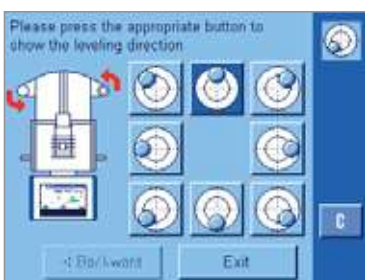 Please press the appropriate button to
show the leveling direction
C
Exit